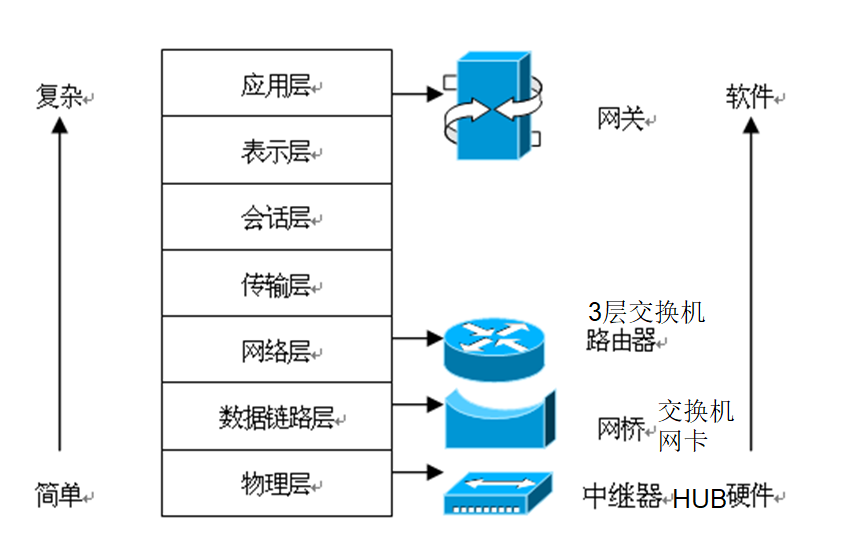 复杂
应用层
网关
软件
表示层
会话层
传输层
3层交换机
网络层
路由器
数据链路层
网桥
交换机
网卡
简单
物理层
中继器 HUB
硬件